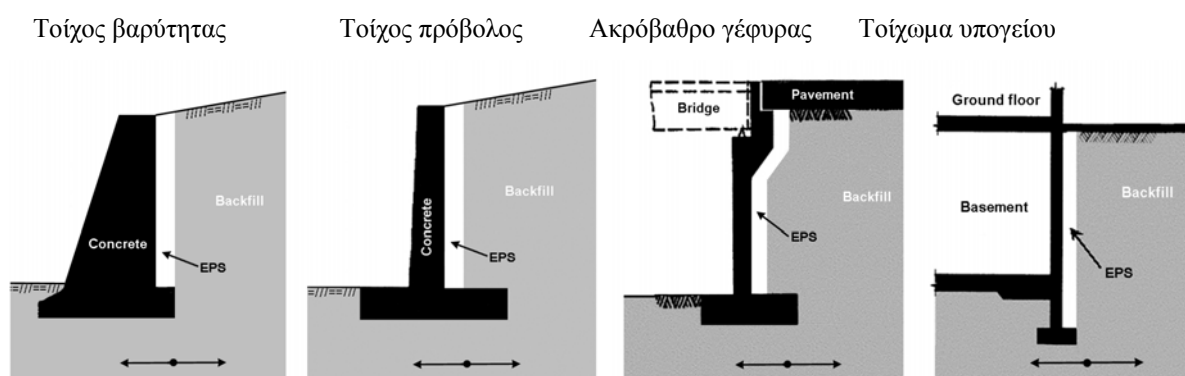 Τοίχος βαρύτητας
Τοίχος πρόβολος
Ακρόβαθρο γέφυρας
Τοίχωμα υπογείου
Backfill
Concrete
EPS
Backfill
Concrete
EPS
Bridge
Pavement
Backfill
EPS
Ground floor
Backfill
Basement
EPS